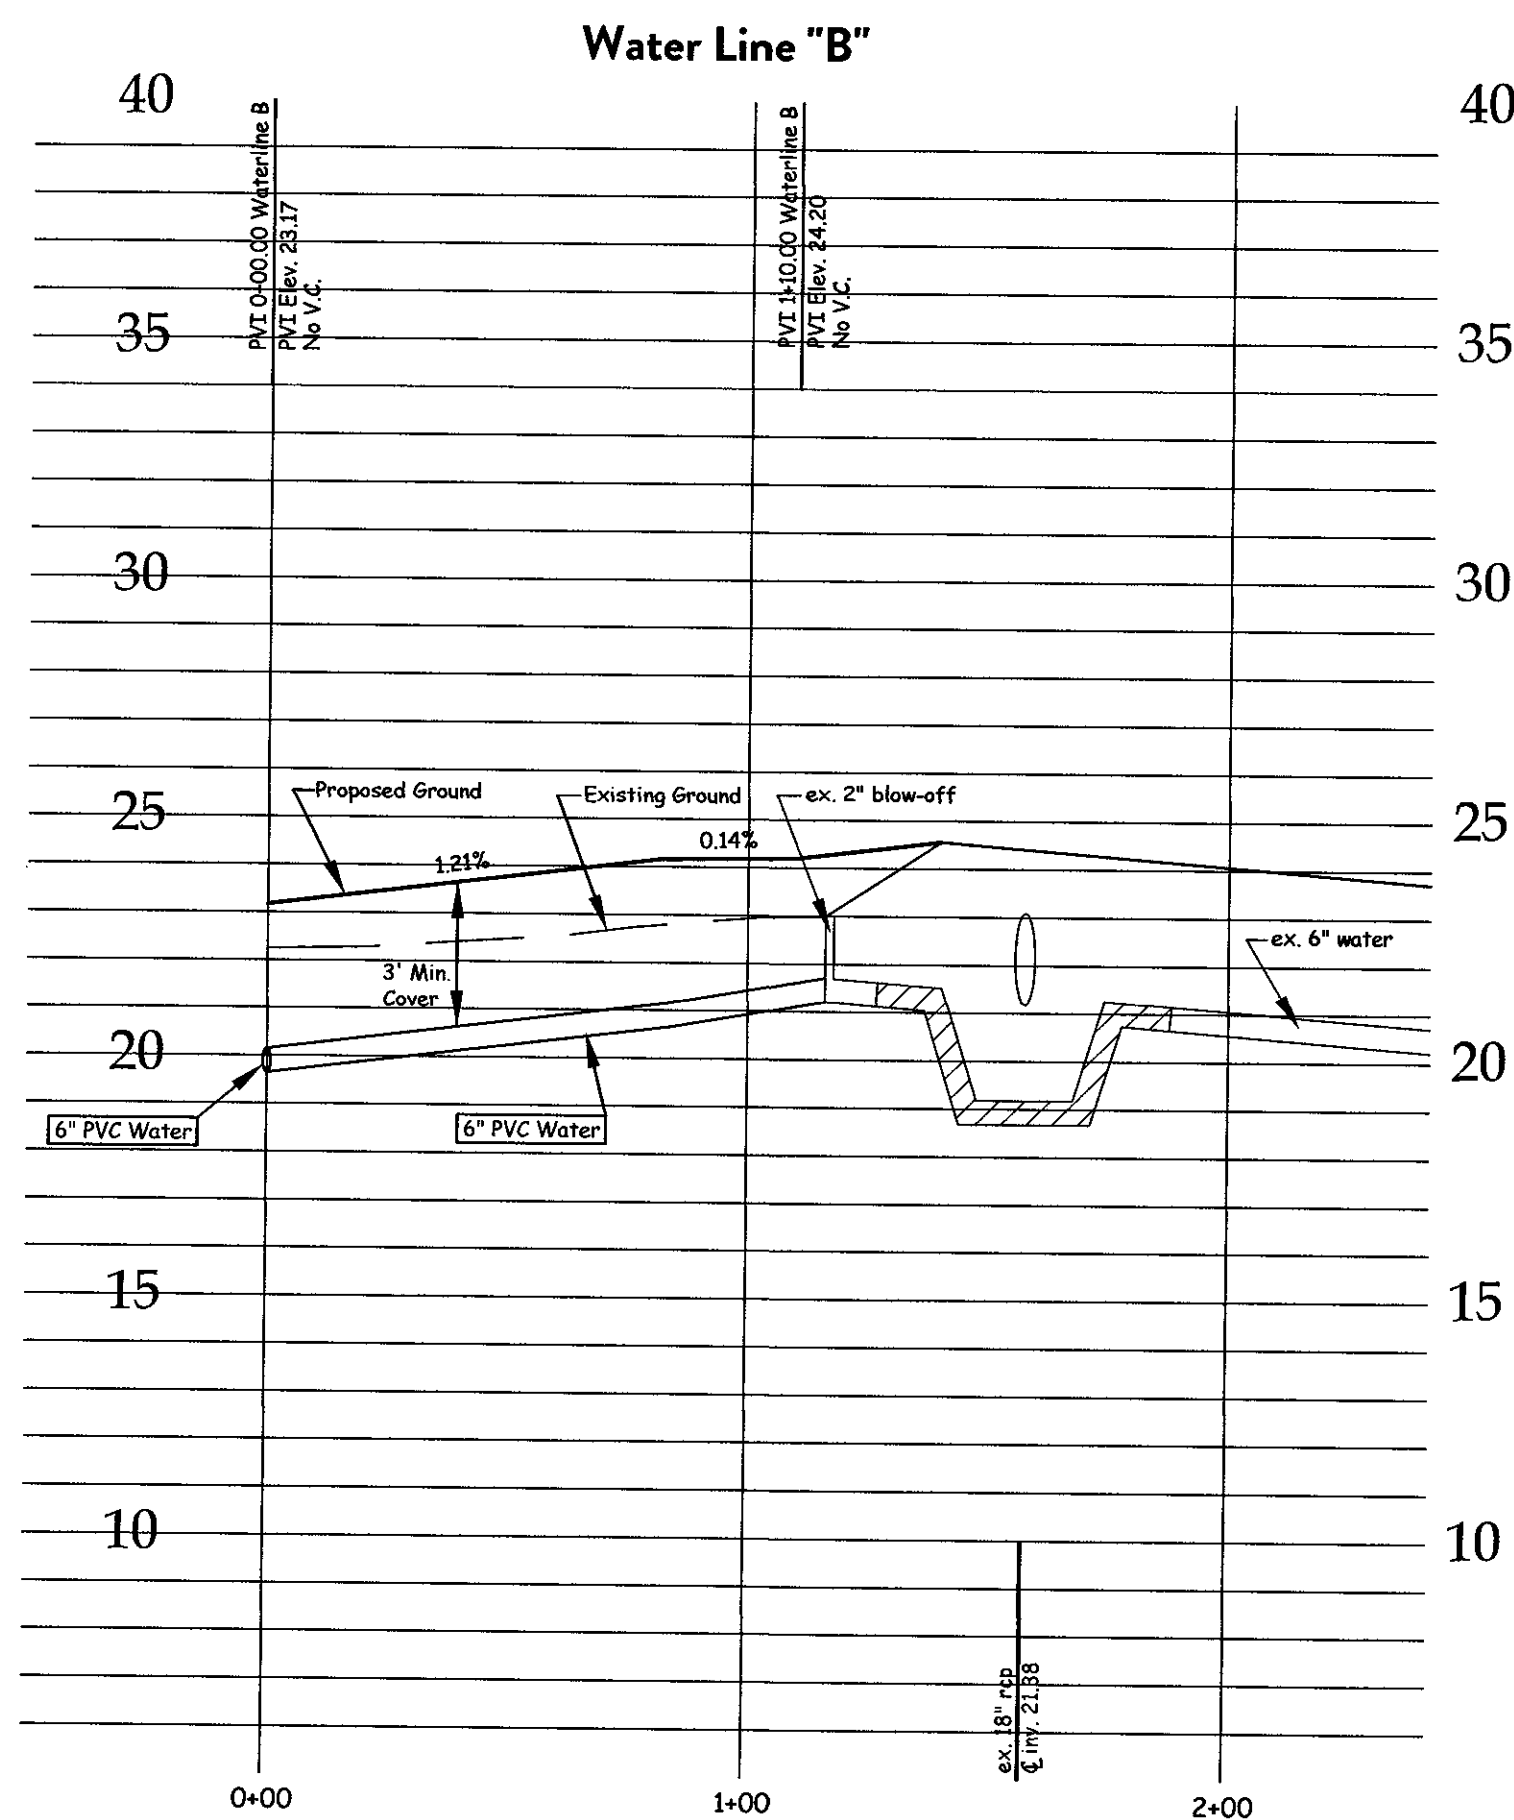 Water Line "B"
40
40
PVI 0+00.00 Waterline B
PVI Elev. 23.17
No V.C.
PVI 1+10.00 Waterline B
PVI Elev. 24.20
No V.C.
35
35
30
30
Proposed Ground
Existing Ground
ex. 2" blow-off
25
25
0.14%
1.21%
ex. 6" water
3' Min.
Cover
20
20
6" PVC Water
6" PVC Water
15
15
10
10
ex. 18" rcp
℄ inv. 21.38
0+00
1+00
2+00